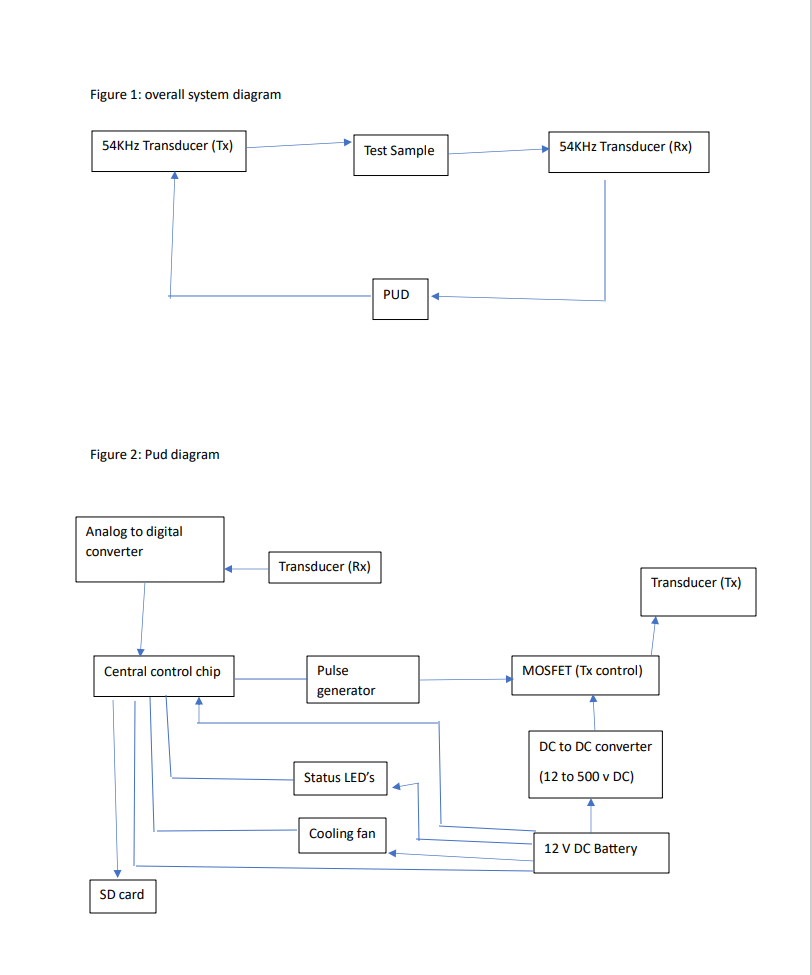 Figure 1: overall system diagram
54KHz Transducer (Tx)
Test Sample
54KHz Transducer (Rx)
PUD
Figure 2: Pud diagram
Analog to digital
converter
Transducer (Rx)
Transducer (Tx)
Central control chip
Pulse
generator
MOSFET (Tx control)
DC to DC converter
(12 to 500 v DC)
Status LED’s
Cooling fan
12 V DC Battery
SD card